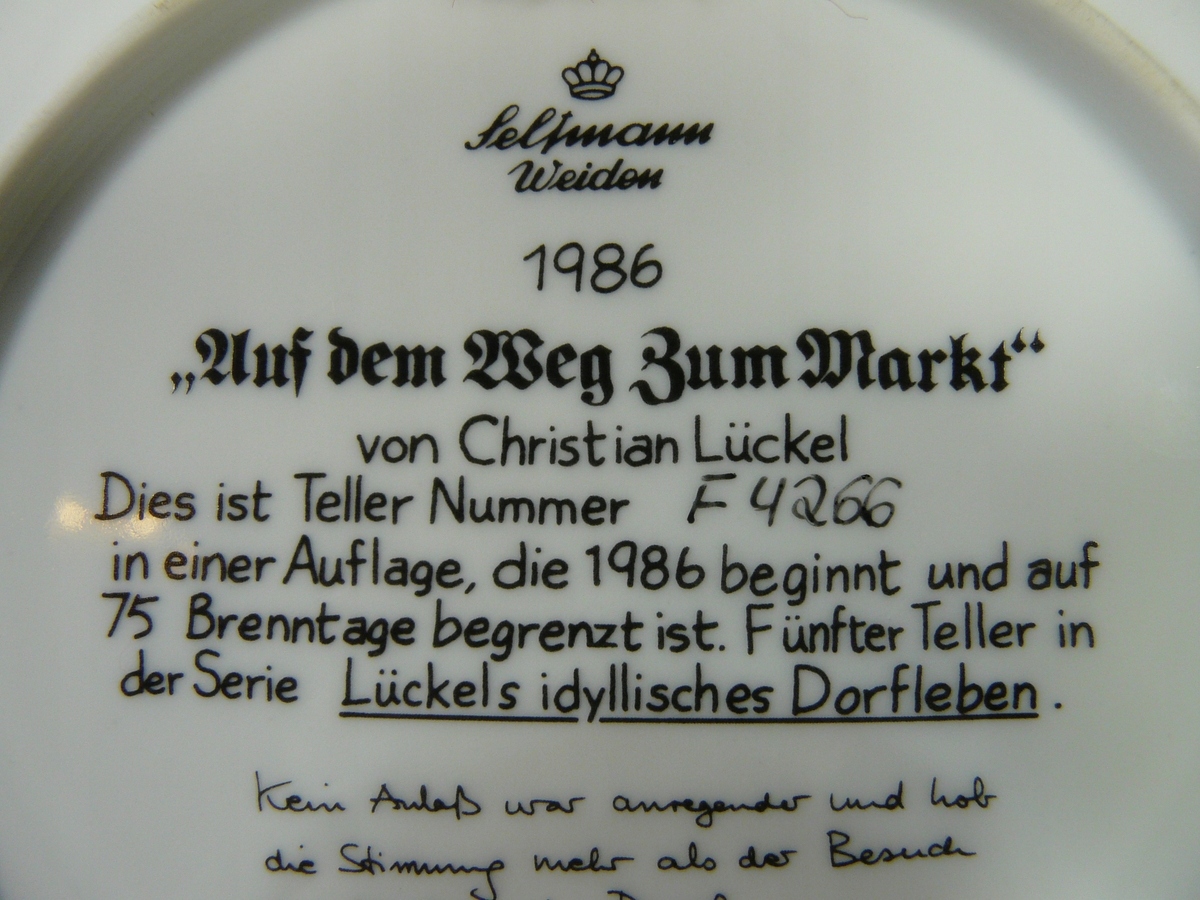 Seltmann
Weiden
1986
„Auf dem Weg Zum Markt“
von Christian Lückel
Dies ist Teller Nummer F4266
in einer Auflage, die 1986 beginnt und auf
75 Brenntage begrenzt ist. Fünfter Teller in
der Serie Lückels idyllisches Dorfleben.
Kein Anlaß war anregender und hob
die Stimmung mehr als der Besuch